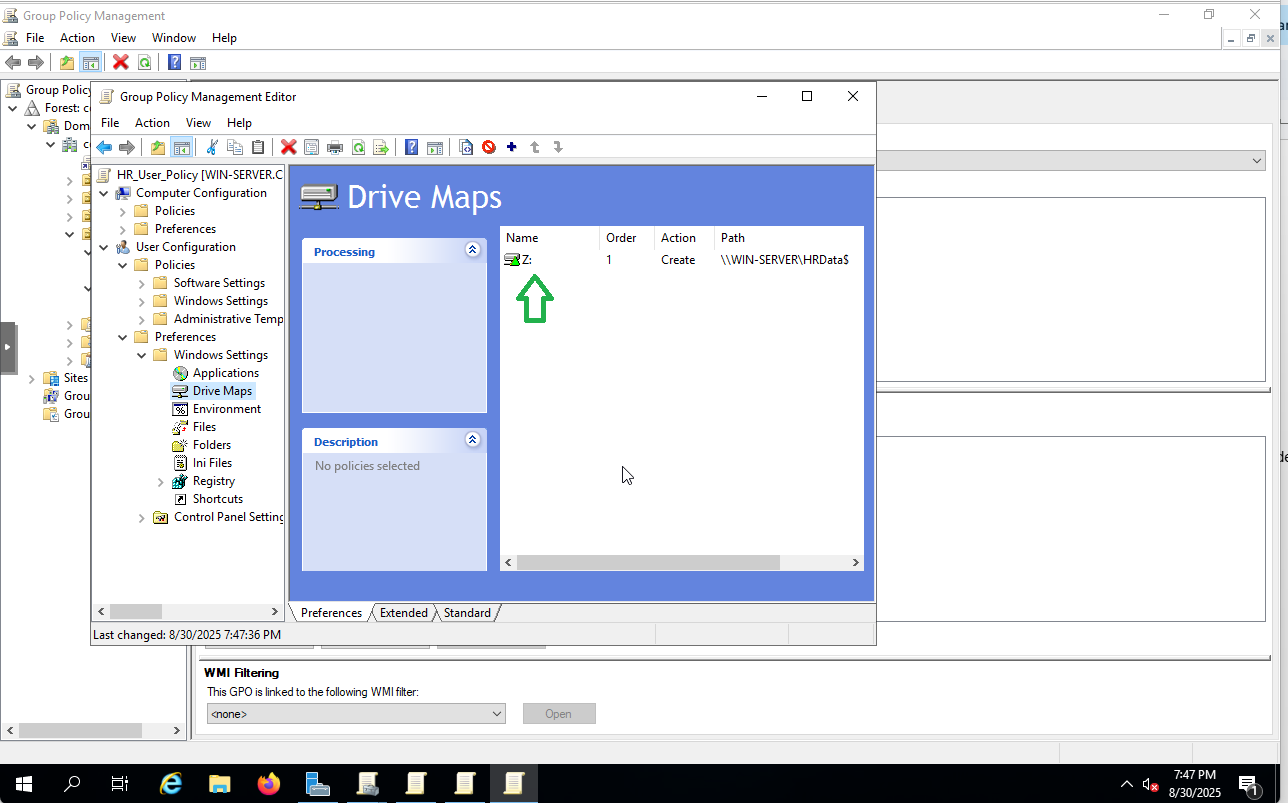 Group Policy Management
File Action View Window Help
Group Policy
Forest: c
Dom
c
Sites
Grou
Grou
Group Policy Management Editor
File Action View Help
HR_User_Policy [WIN-SERVER.C
Computer Configuration
Policies
Preferences
User Configuration
Policies
Software Settings
Windows Settings
Administrative Temp
Preferences
Windows Settings
Applications
Drive Maps
Environment
Files
Folders
Ini Files
Registry
Shortcuts
Control Panel Setting
Drive Maps
Processing
Description
No policies selected
Name Order Action Path
Z: 1 Create \\WIN-SERVER\HRData$
Preferences Extended Standard
Last changed: 8/30/2025 7:47:36 PM
WMI Filtering
This GPO is linked to the following WMI filter:
<none> Open
7:47 PM
8/30/2025
1